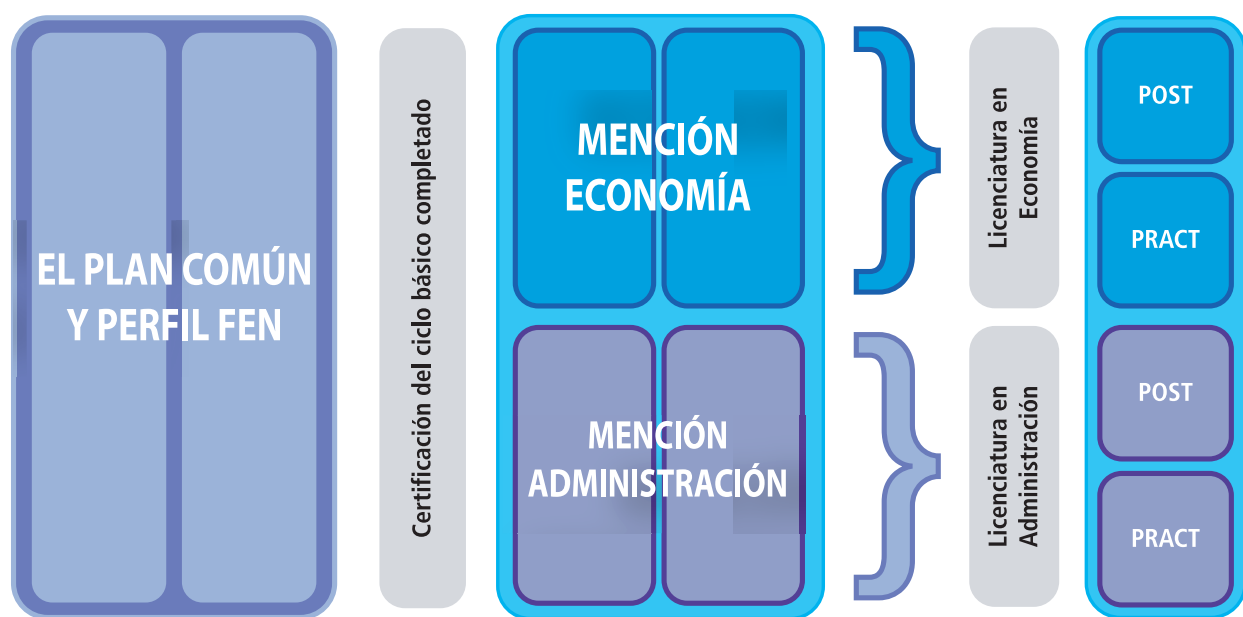 EL PLAN COMÚN
Y PERFIL FEN
Certificación del ciclo básico completado
MENCIÓN
ECONOMÍA
MENCIÓN
ADMINISTRACIÓN
Licenciatura en
Economía
Licenciatura en
Administración
POST
PRACT
POST
PRACT